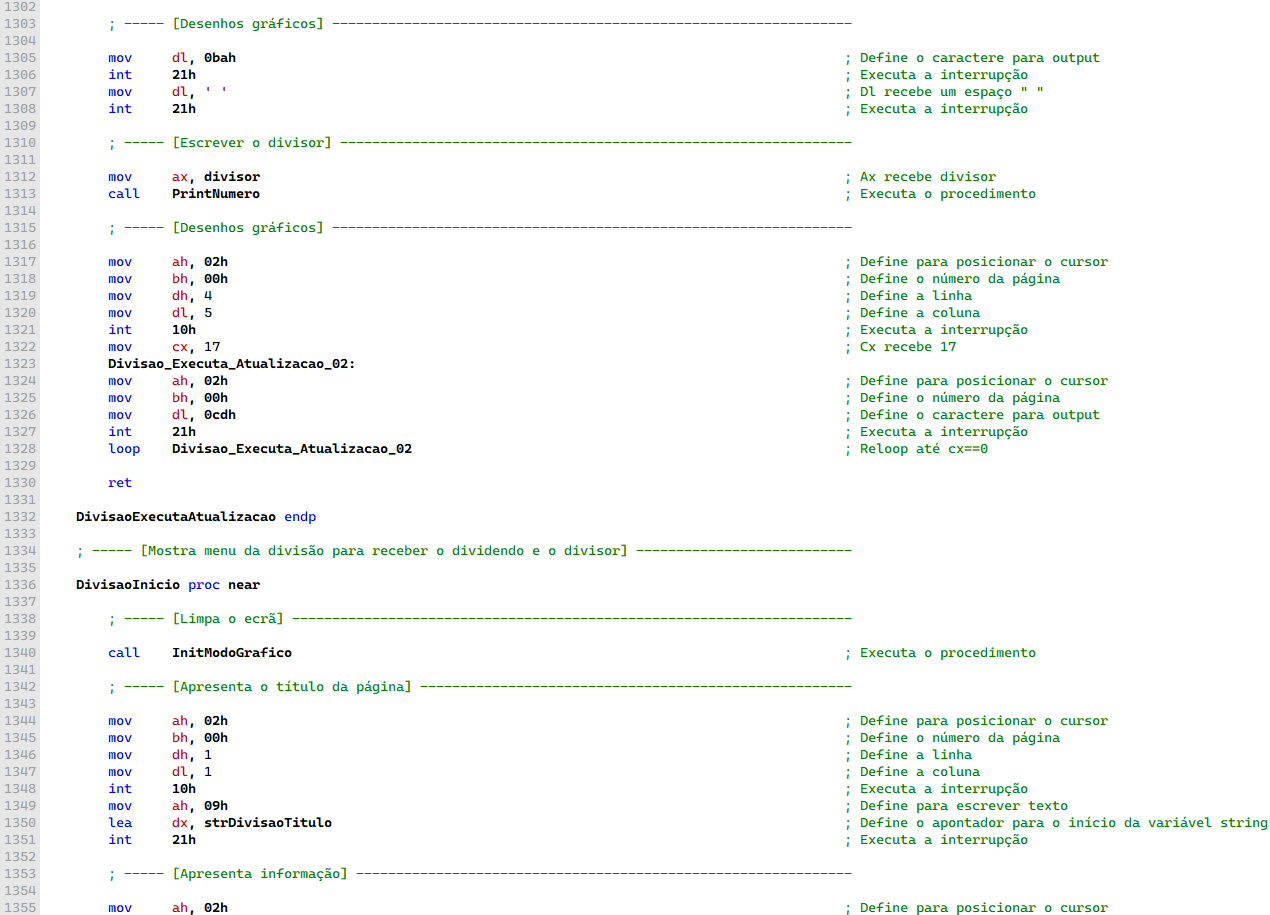 1302
1303 ; ----- [Desenhos gráficos] -----------------------------------------------------------------
1304
1305 mov dl, 0bah ; Define o caractere para output
1306 int 21h ; Executa a interrupção
1307 mov dl, ' ' ; Dl recebe um espaço " "
1308 int 21h ; Executa a interrupção
1309
1310 ; ----- [Escrever o divisor] ----------------------------------------------------------------
1311
1312 mov ax, divisor ; Ax recebe divisor
1313 call PrintNumero ; Executa o procedimento
1314
1315 ; ----- [Desenhos gráficos] -----------------------------------------------------------------
1316
1317 mov ah, 02h ; Define para posicionar o cursor
1318 mov bh, 00h ; Define o número da página
1319 mov dh, 4 ; Define a linha
1320 mov dl, 5 ; Define a coluna
1321 int 10h ; Executa a interrupção
1322 mov cx, 17 ; Cx recebe 17
1323 Divisao_Executa_Atualizacao_02:
1324 mov ah, 02h ; Define para posicionar o cursor
1325 mov bh, 00h ; Define o número da página
1326 mov dl, 0cdh ; Define o caractere para output
1327 int 21h ; Executa a interrupção
1328 loop Divisao_Executa_Atualizacao_02 ; Reloop até cx==0
1329
1330 ret
1331
1332 DivisaoExecutaAtualizacao endp
1333
1334 ; ----- [Mostra menu da divisão para receber o dividendo e o divisor] ---------------------------
1335
1336 DivisaoInicio proc near
1337
1338 ; ----- [Limpa o ecrã] ----------------------------------------------------------------------
1339
1340 call InitModoGrafico ; Executa o procedimento
1341
1342 ; ----- [Apresenta o título da página] ------------------------------------------------------
1343
1344 mov ah, 02h ; Define para posicionar o cursor
1345 mov bh, 00h ; Define o número da página
1346 mov dh, 1 ; Define a linha
1347 mov dl, 1 ; Define a coluna
1348 int 10h ; Executa a interrupção
1349 mov ah, 09h ; Define para escrever texto
1350 lea dx, strDivisaoTitulo ; Define o apontador para o início da variável string
1351 int 21h ; Executa a interrupção
1352
1353 ; ----- [Apresenta informação] --------------------------------------------------------------
1354
1355 mov ah, 02h ; Define para posicionar o cursor